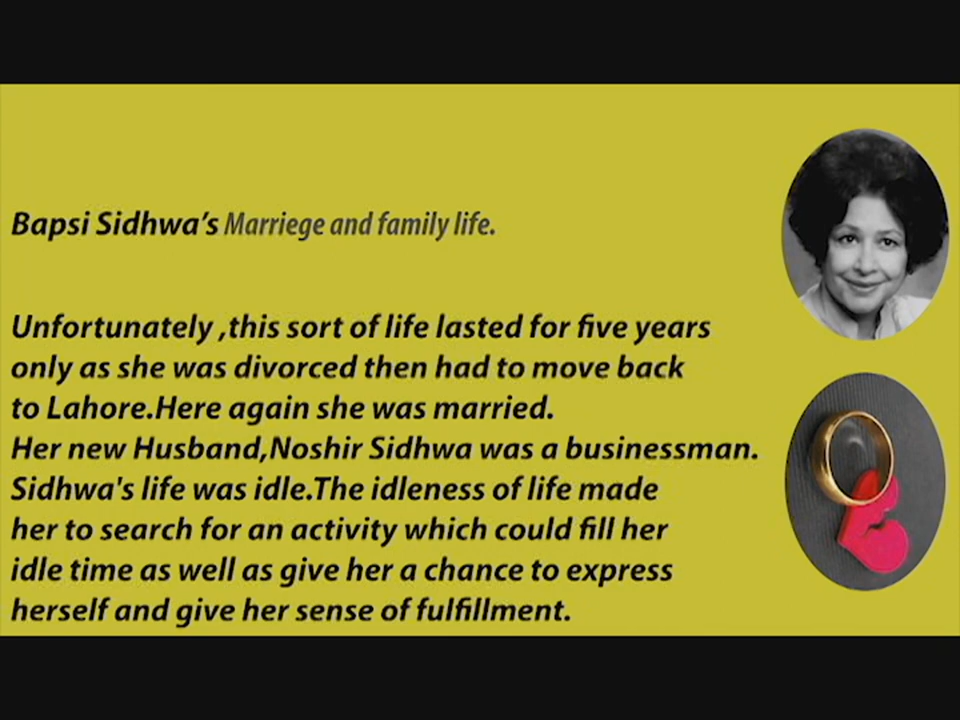 Bapsi Sidhwa’s Marriege and family life.
Unfortunately ,this sort of life lasted for five years
only as she was divorced then had to move back
to Lahore.Here again she was married.
Her new Husband,Noshir Sidhwa was a businessman.
Sidhwa's life was idle.The idleness of life made
her to search for an activity which could fill her
idle time as well as give her a chance to express
herself and give her sense of fulfillment.